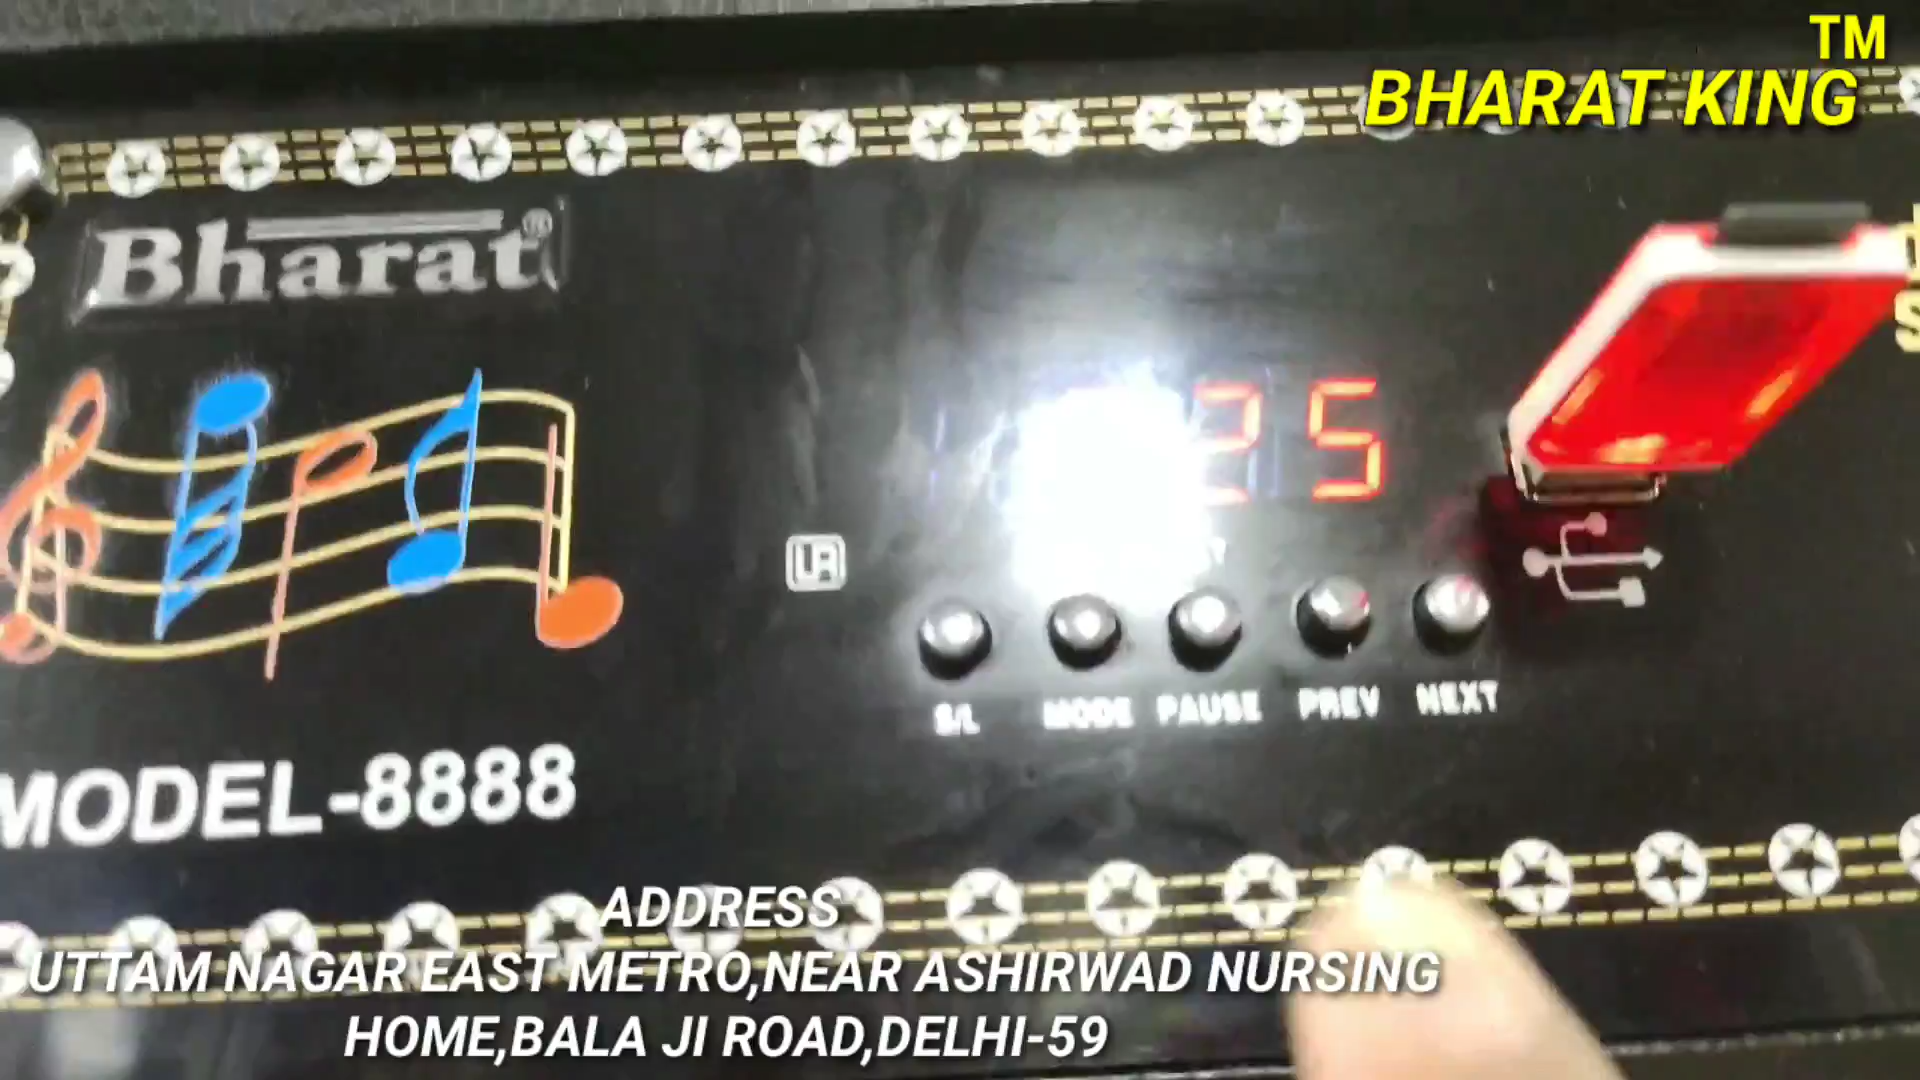 TM
BHARAT KING
Bharat®
25
S/L MODE PAUSE PREV NEXT
MODEL-8888
ADDRESS
UTTAM NAGAR EAST METRO,NEAR ASHIRWAD NURSING
HOME,BALA JI ROAD,DELHI-59